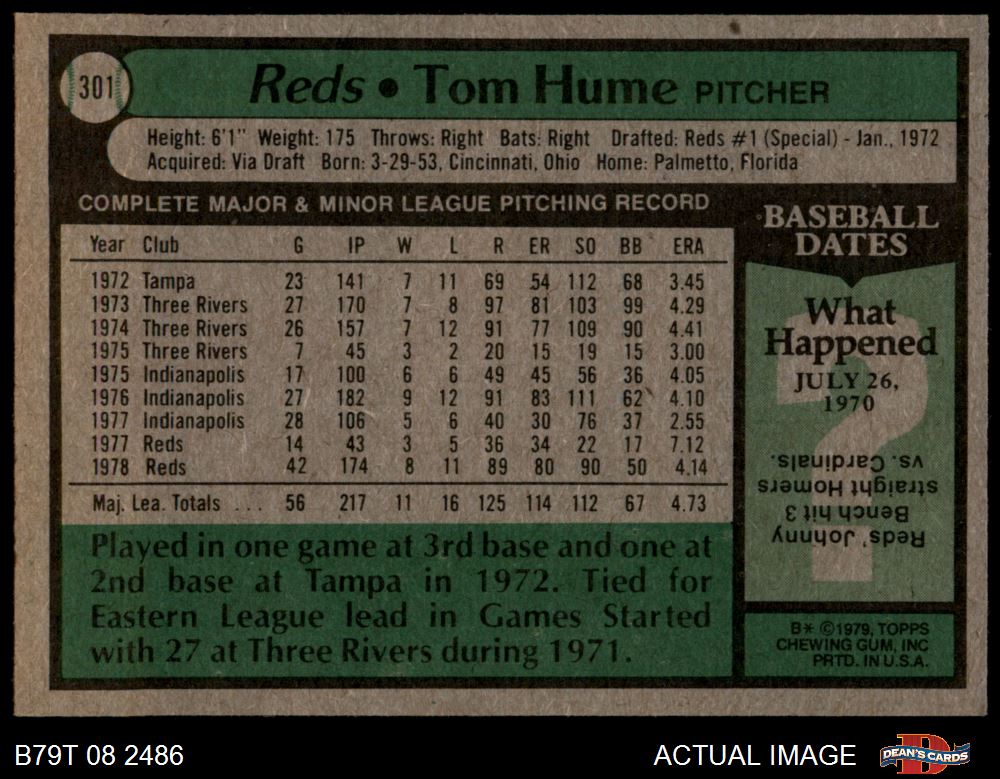 301
Reds • Tom Hume PITCHER
Height: 6'1" Weight: 175 Throws: Right Bats: Right Drafted: Reds #1 (Special) - Jan., 1972
Acquired: Via Draft Born: 3-29-53, Cincinnati, Ohio Home: Palmetto, Florida
COMPLETE MAJOR & MINOR LEAGUE PITCHING RECORD
Year Club G IP W L R ER SO BB ERA
1972 Tampa 23 141 7 11 69 54 112 68 3.45
1973 Three Rivers 27 170 7 8 97 81 103 99 4.29
1974 Three Rivers 26 157 7 12 91 77 109 90 4.41
1975 Three Rivers 7 45 3 2 20 15 19 15 3.00
1975 Indianapolis 17 100 6 6 49 45 56 36 4.05
1976 Indianapolis 27 182 9 12 91 83 111 62 4.10
1977 Indianapolis 28 106 5 6 40 30 76 37 2.55
1977 Reds 14 43 3 5 36 34 22 17 7.12
1978 Reds 42 174 8 11 89 80 90 50 4.14
Maj. Lea. Totals ... 56 217 11 16 125 114 112 67 4.73
Played in one game at 3rd base and one at
2nd base at Tampa in 1972. Tied for
Eastern League lead in Games Started
with 27 at Three Rivers during 1971.
BASEBALL
DATES
What
Happened
JULY 26,
1970
?
Reds' Johnny
Bench hit 3
straight Homers
vs. Cardinals.
B* ©1979, TOPPS
CHEWING GUM, INC
PRTD. IN U.S.A.
B79T 08 2486
ACTUAL IMAGE
DEAN'S CARDS